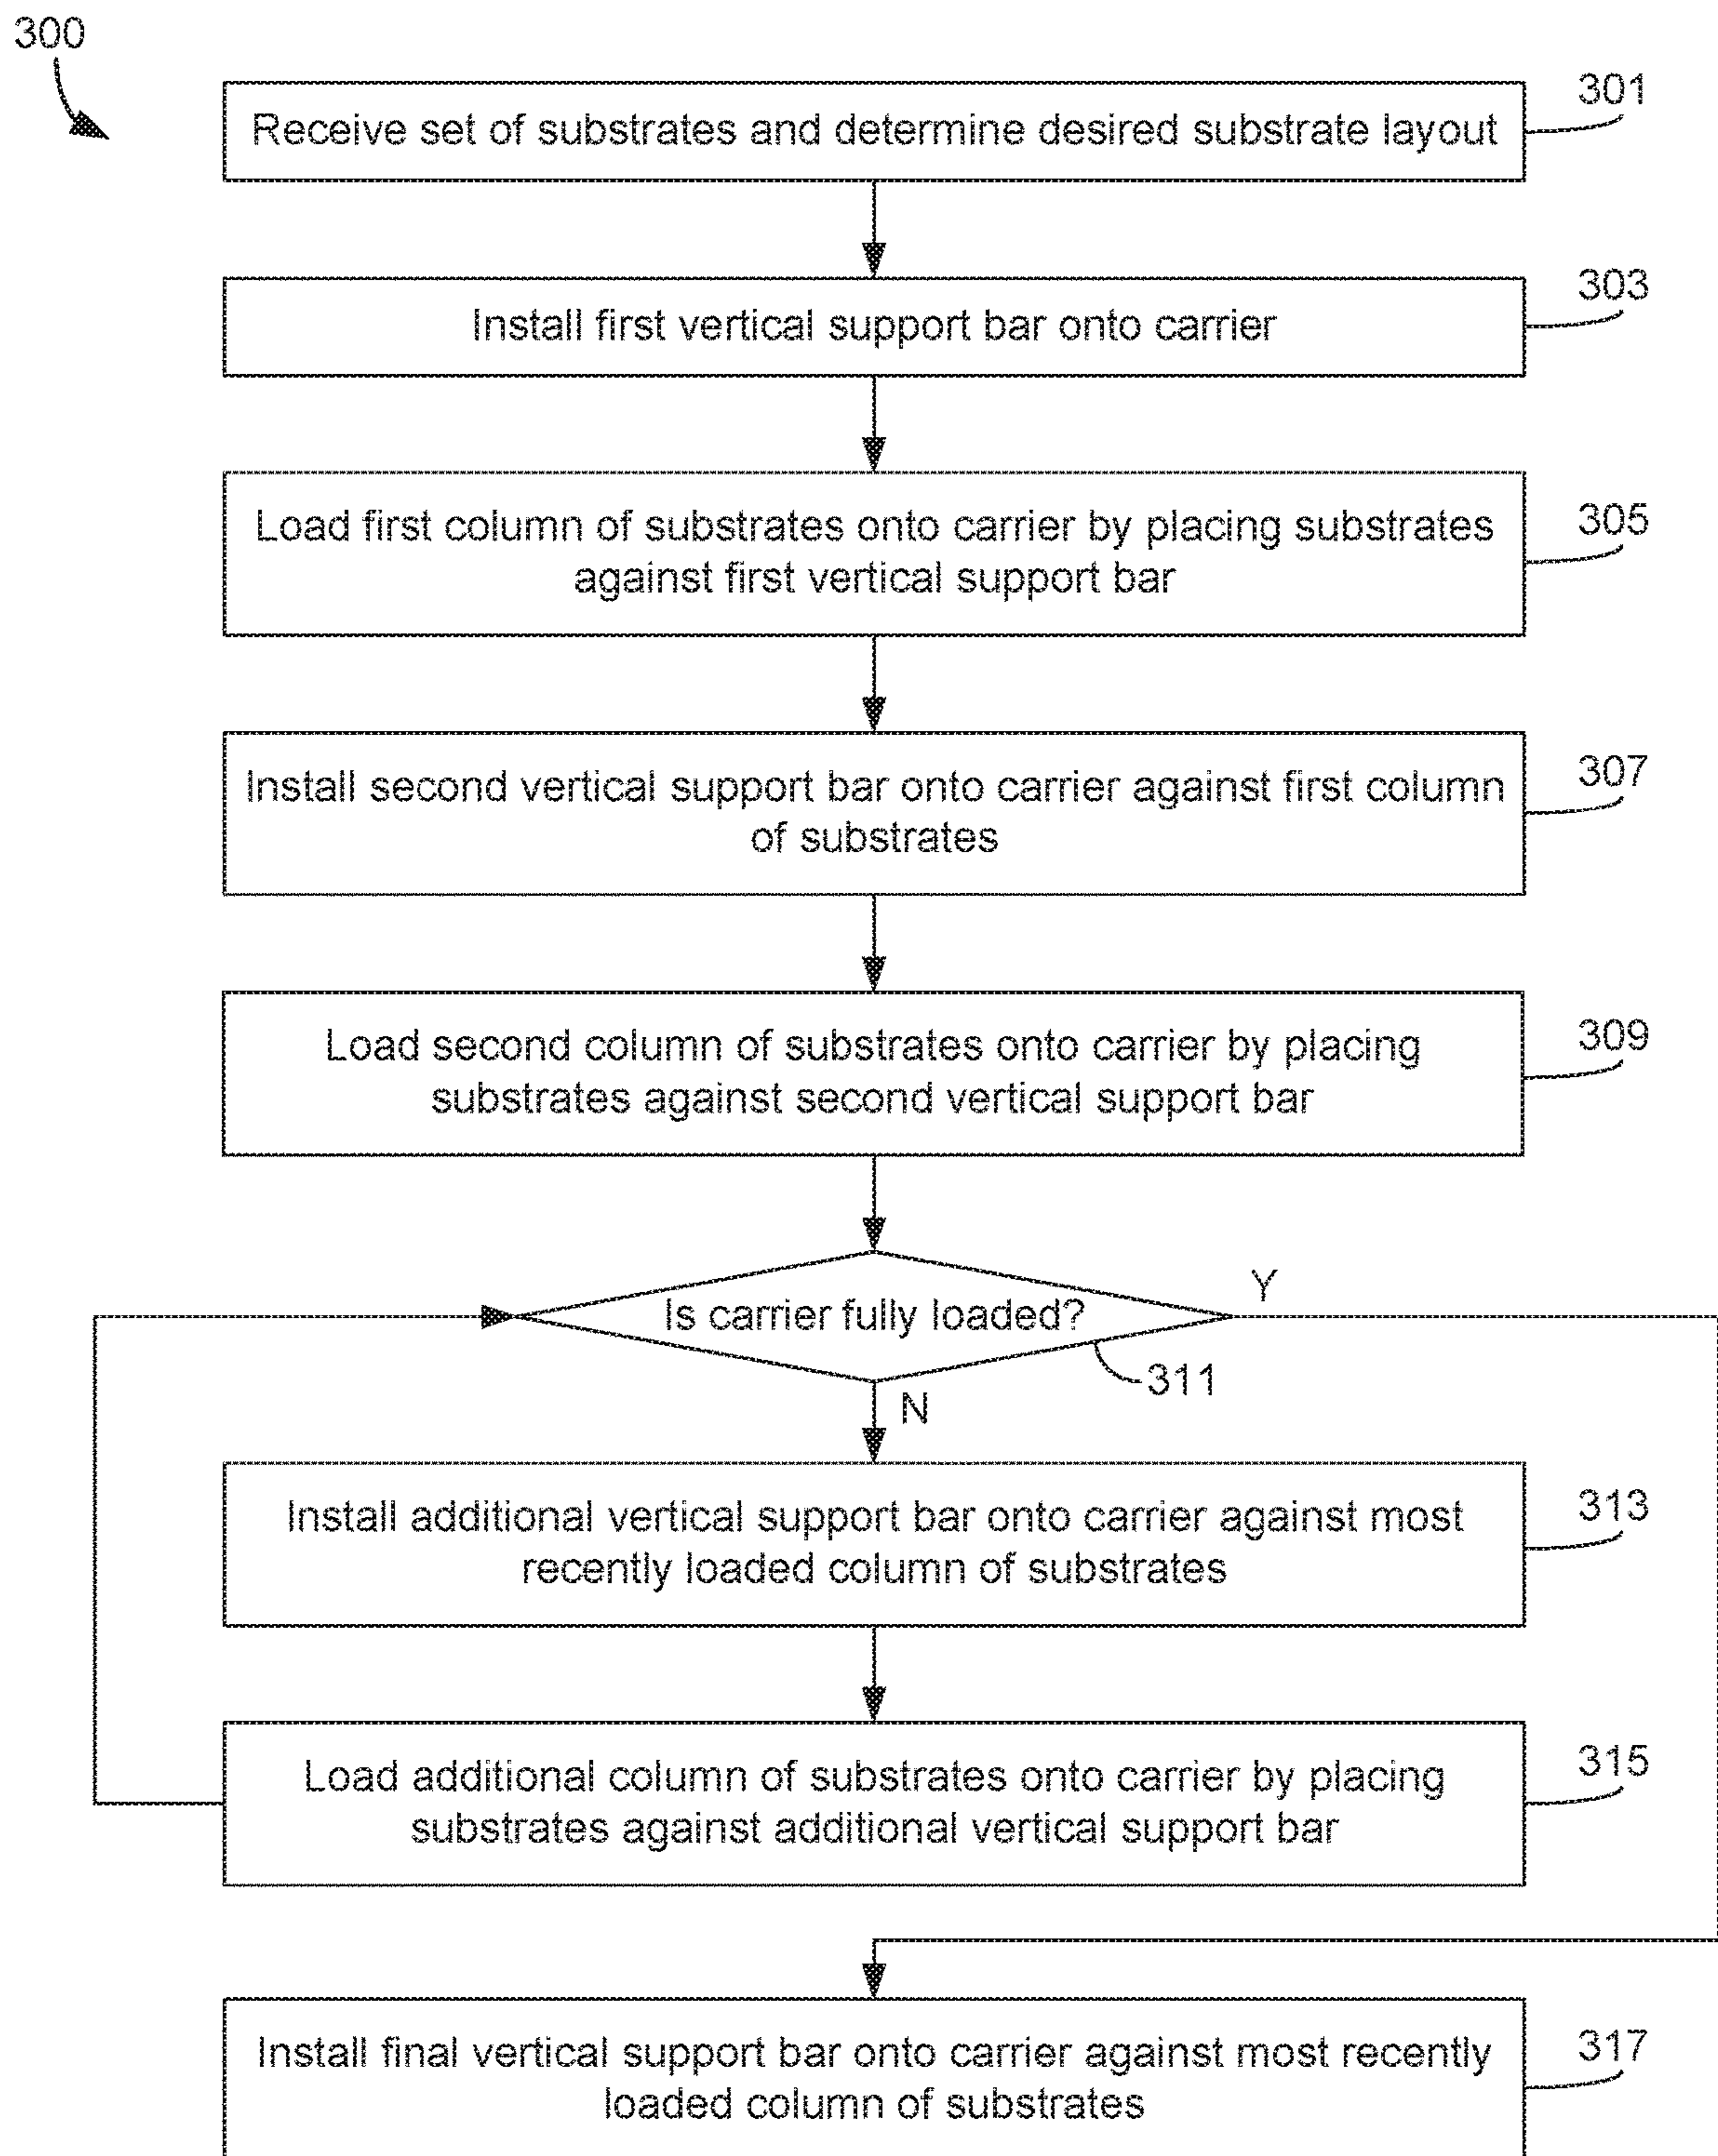 300
301
Receive set of substrates and determine desired substrate layout
303
Install first vertical support bar onto carrier
305
Load first column of substrates onto carrier by placing substrates
against first vertical support bar
307
Install second vertical support bar onto carrier against first column
of substrates
309
Load second column of substrates onto carrier by placing
substrates against second vertical support bar
Y
Is carrier fully loaded?
311
N
313
Install additional vertical support bar onto carrier against most
recently loaded column of substrates
315
Load additional column of substrates onto carrier by placing
substrates against additional vertical support bar
317
Install final vertical support bar onto carrier against most recently
loaded column of substrates